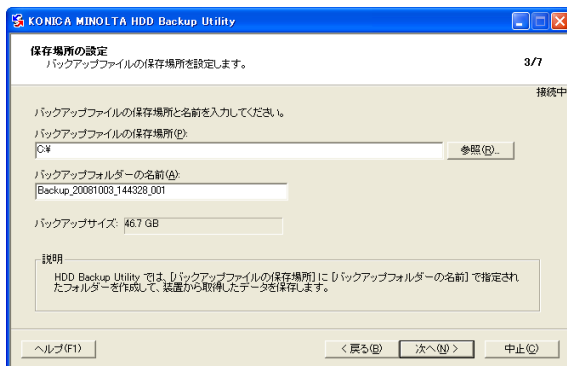 KONICA MINOLTA HDD Backup Utility
保存場所の設定
バックアップファイルの保存場所を設定します。
3/7
接続中
バックアップファイルの保存場所と名前を入力してください。
バックアップファイルの保存場所(P):
C:¥
参照(R)...
バックアップフォルダーの名前(A):
Backup_20081003_144328_001
バックアップサイズ: 46.7 GB
説明
HDD Backup Utility では、[バックアップファイルの保存場所] に [バックアップフォルダーの名前] で指定され
たフォルダーを作成して、装置から取得したデータを保存します。
ヘルプ(F1)
< 戻る(B)
次へ(N) >
中止(C)